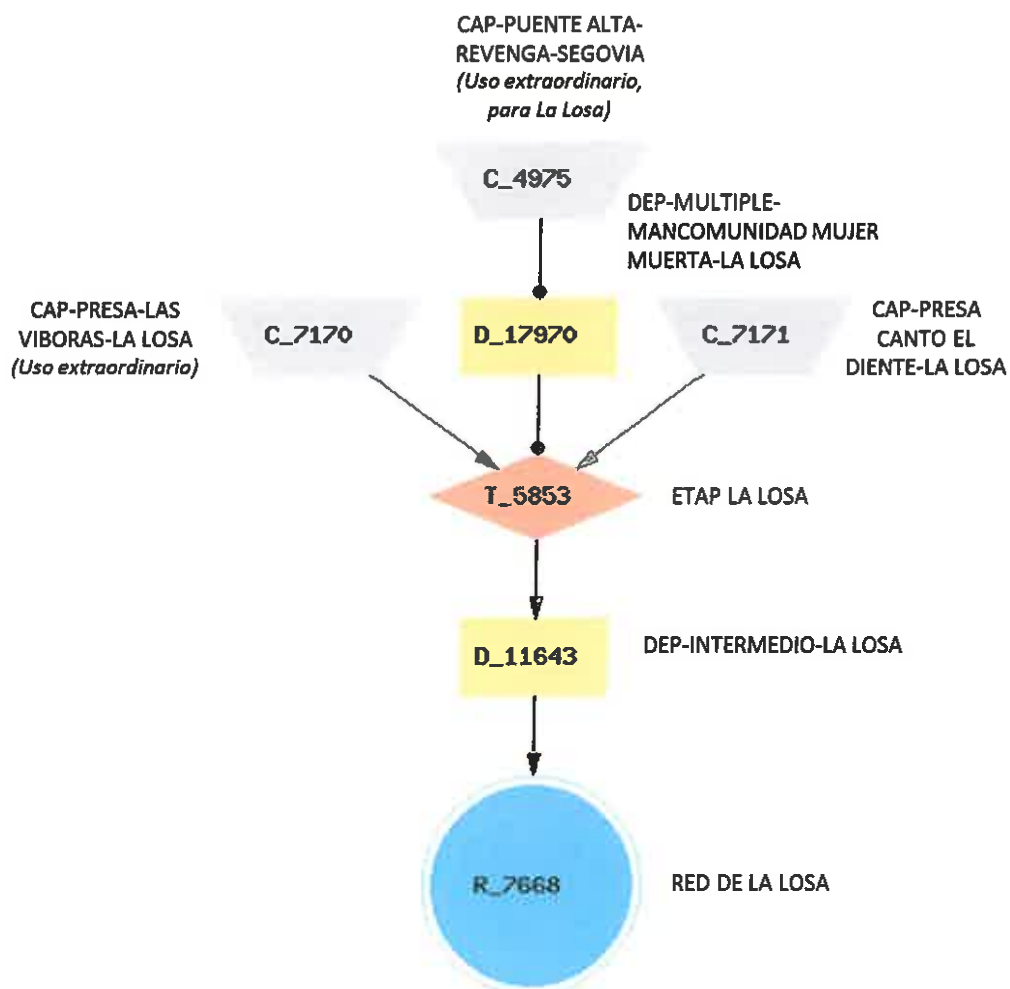 CAP-PUENTE ALTA-
REVENGA-SEGOVIA
(Uso extraordinario,
para La Losa)
C_4975
DEP-MULTIPLE-
MANCOMUNIDAD MUJER
MUERTA-LA LOSA
CAP-PRESA-LAS
VIBORAS-LA LOSA
(Uso extraordinario)
C_7170
D_17970
C_7171
CAP-PRESA
CANTO EL
DIENTE-LA LOSA
T_5853
ETAP LA LOSA
D_11643
DEP-INTERMEDIO-LA LOSA
R_7668
RED DE LA LOSA